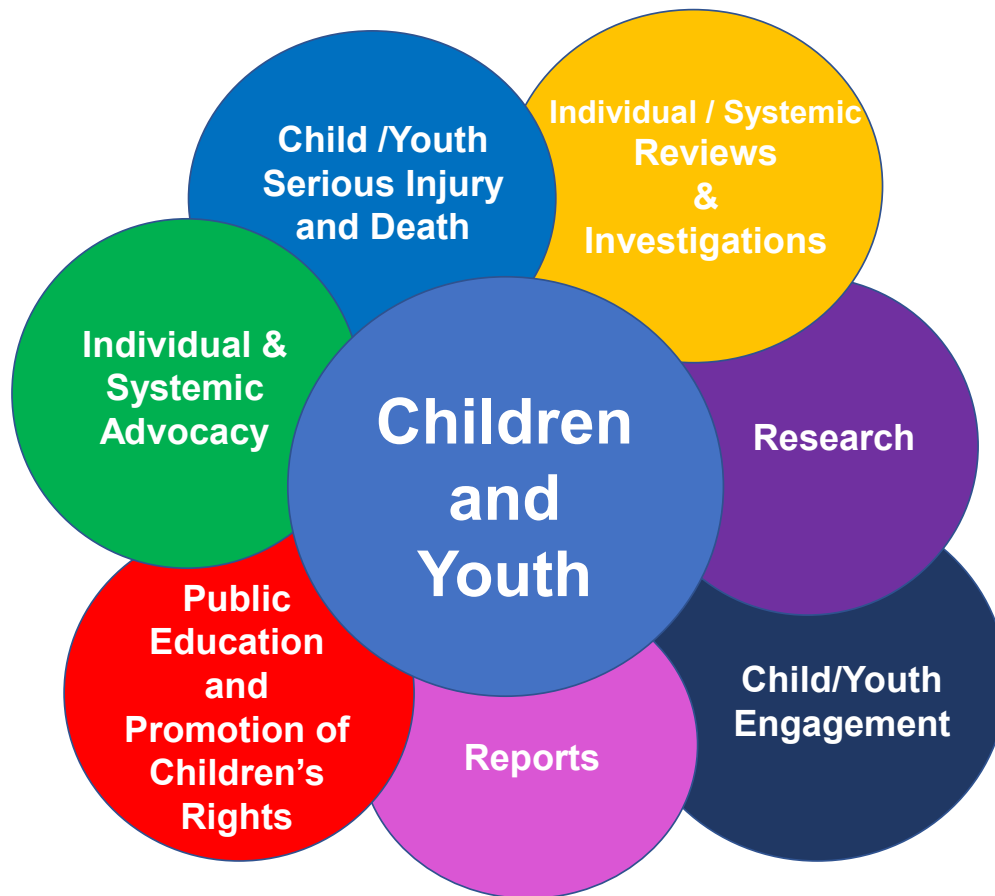 Child /Youth
Serious Injury
and Death
Individual / Systemic
Reviews
&
Investigations
Individual &
Systemic
Advocacy
Children
and
Youth
Research
Public
Education
and
Promotion of
Children’s
Rights
Reports
Child/Youth
Engagement